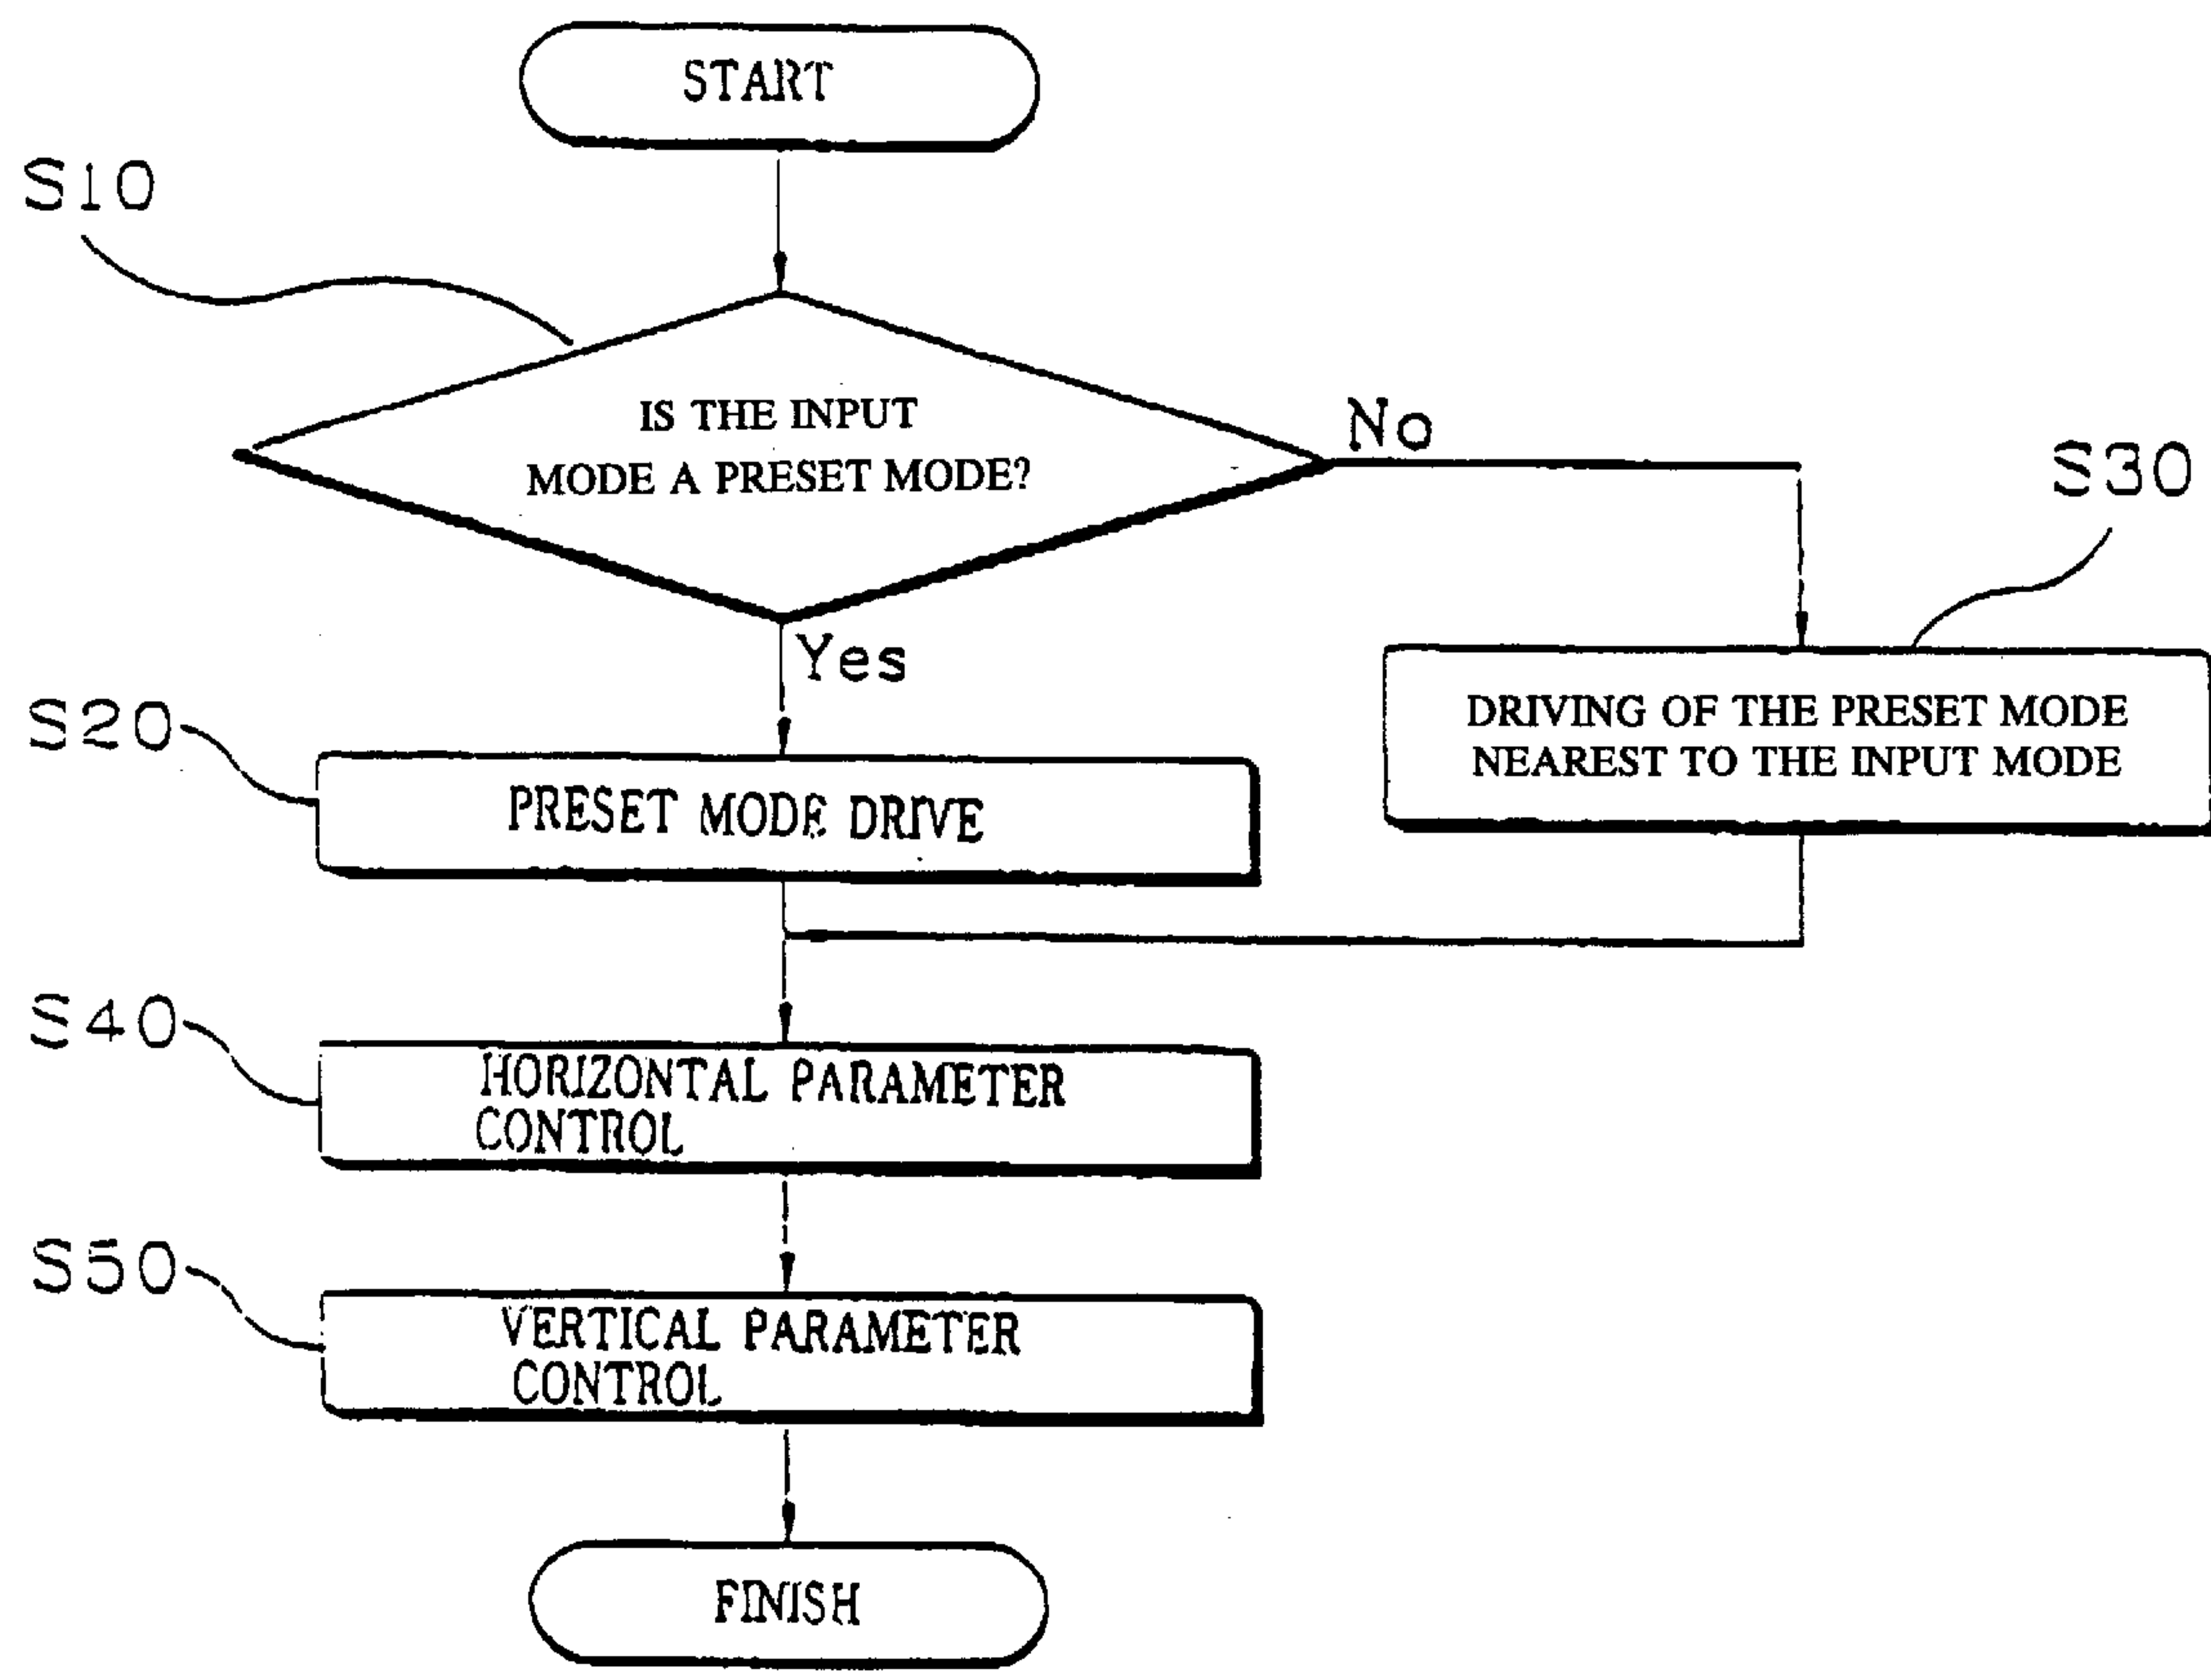 START
S10
IS THE INPUT
MODE A PRESET MODE?
No
S30
Yes
DRIVING OF THE PRESET MODE
NEAREST TO THE INPUT MODE
S20
PRESET MODE DRIVE
S40
HORIZONTAL PARAMETER
CONTROL
S50
VERTICAL PARAMETER
CONTROL
FINISH